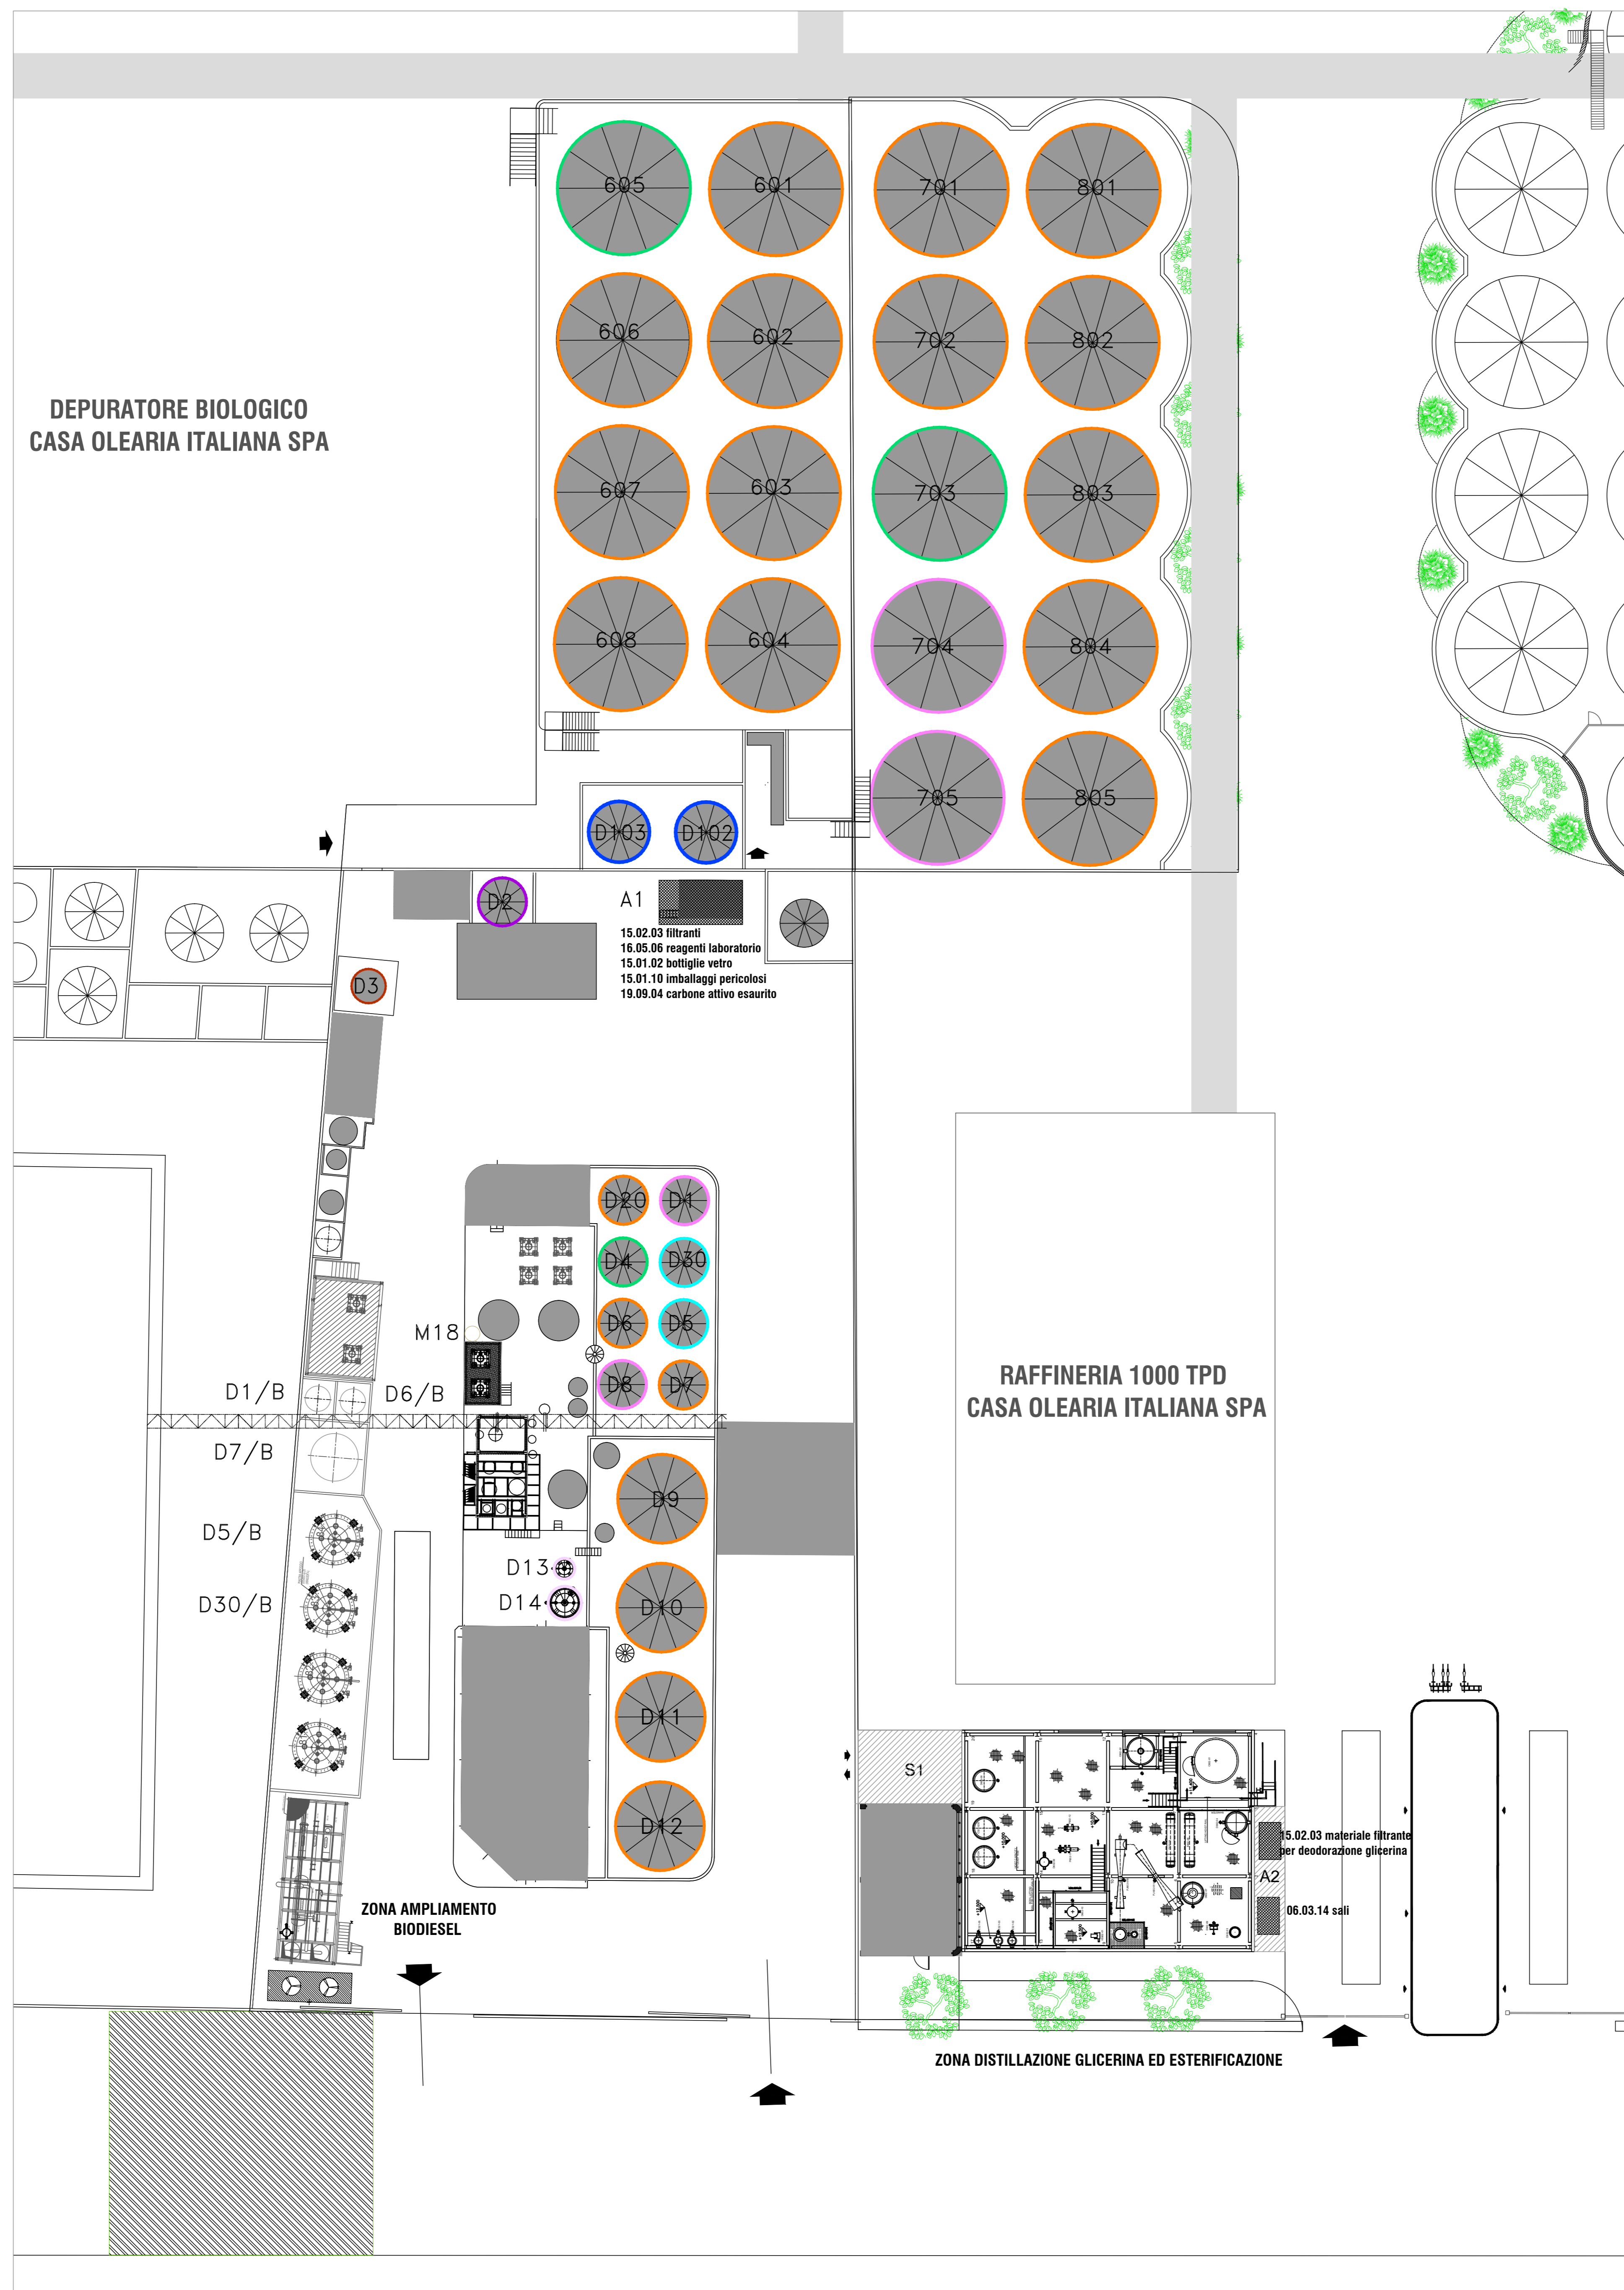 605
601
701
801
606
602
702
802
DEPURATORE BIOLOGICO
CASA OLEARIA ITALIANA SPA
607
603
703
803
608
604
704
804
705
805
D103
D102
D2
A1
15.02.03 filtranti
16.05.06 reagenti laboratorio
15.01.02 bottiglie vetro
15.01.10 imballaggi pericolosi
19.09.04 carbone attivo esaurito
D3
D20
D1
D4
D30
M18
D6
D5
D8
D7
D1/B
D6/B
RAFFINERIA 1000 TPD
CASA OLEARIA ITALIANA SPA
D7/B
D9
D5/B
D13
D30/B
D14
D10
D11
S1
D12
15.02.03 materiale filtrante
per deodorazione glicerina
A2
06.03.14 sali
ZONA AMPLIAMENTO
BIODIESEL
ZONA DISTILLAZIONE GLICERINA ED ESTERIFICAZIONE